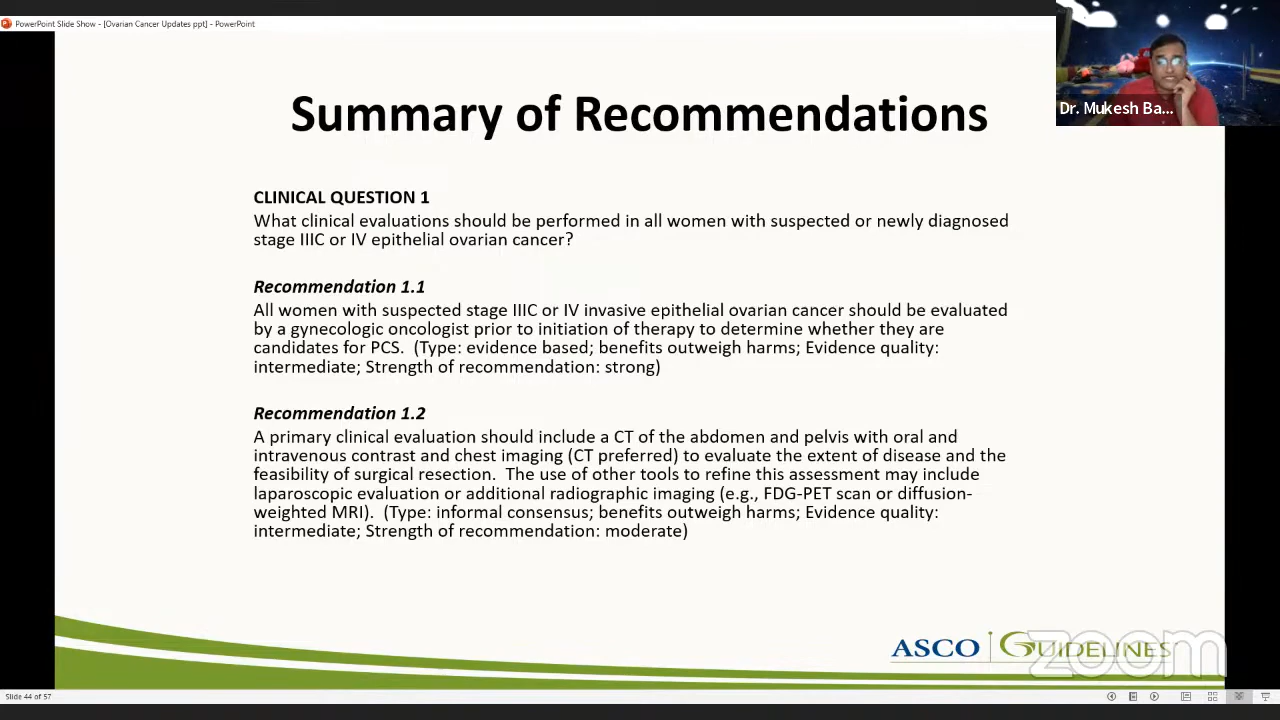 PowerPoint Slide Show - [Ovarian Cancer Updates ppt] - PowerPoint
Dr. Mukesh Ba...
Summary of Recommendations
CLINICAL QUESTION 1
What clinical evaluations should be performed in all women with suspected or newly diagnosed
stage IIIC or IV epithelial ovarian cancer?
Recommendation 1.1
All women with suspected stage IIIC or IV invasive epithelial ovarian cancer should be evaluated
by a gynecologic oncologist prior to initiation of therapy to determine whether they are
candidates for PCS.  (Type: evidence based; benefits outweigh harms; Evidence quality:
intermediate; Strength of recommendation: strong)
Recommendation 1.2
A primary clinical evaluation should include a CT of the abdomen and pelvis with oral and
intravenous contrast and chest imaging (CT preferred) to evaluate the extent of disease and the
feasibility of surgical resection.  The use of other tools to refine this assessment may include
laparoscopic evaluation or additional radiographic imaging (e.g., FDG-PET scan or diffusion-
weighted MRI).  (Type: informal consensus; benefits outweigh harms; Evidence quality:
intermediate; Strength of recommendation: moderate)
ASCO GUIDELINES
zoom
Slide 44 of 57